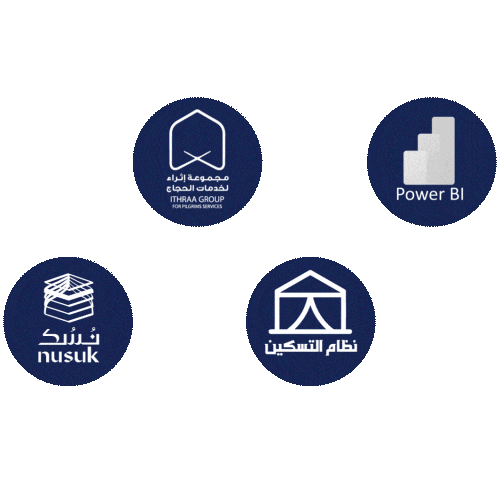 مجموعة إثراء
لخدمات الحجاج
ITHRAA GROUP
FOR PILGRIMS SERVICES
Power BI
نُسُك
nusuk
نظام التسكين